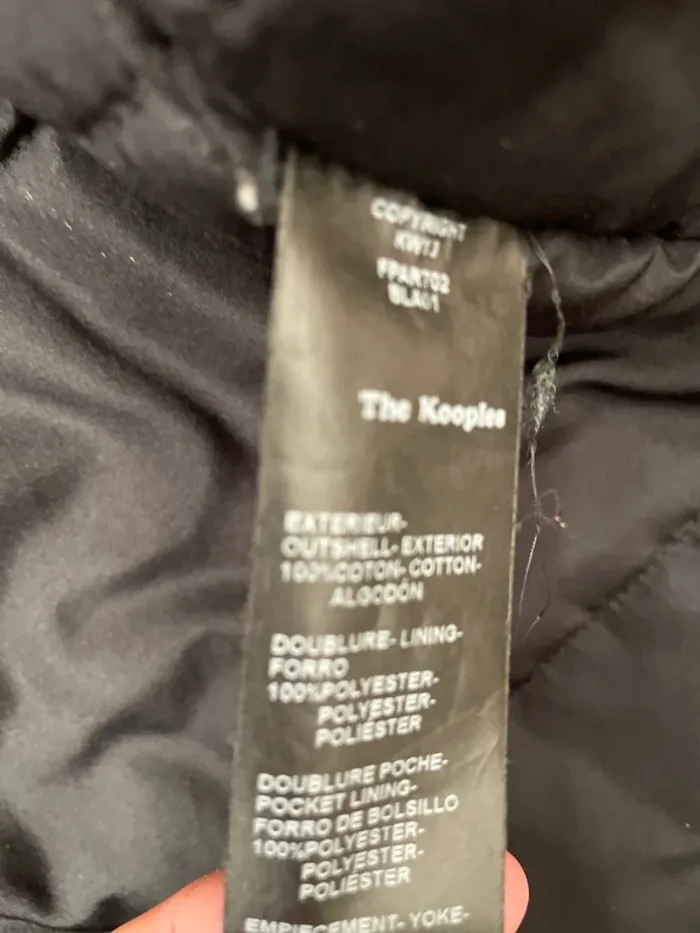 COPYRIGHT
KW13
FPAR702
BLA01
The Kooples
EXTERIEUR-
OUTSHELL- EXTERIOR
100%COTON- COTTON-
ALGODÓN
DOUBLURE- LINING-
FORRO
100%POLYESTER-
POLYESTER-
POLIÉSTER
DOUBLURE POCHE-
POCKET LINING-
FORRO DE BOLSILLO
100%POLYESTER-
POLYESTER-
POLIÉSTER
EMPIECEMENT- YOKE-